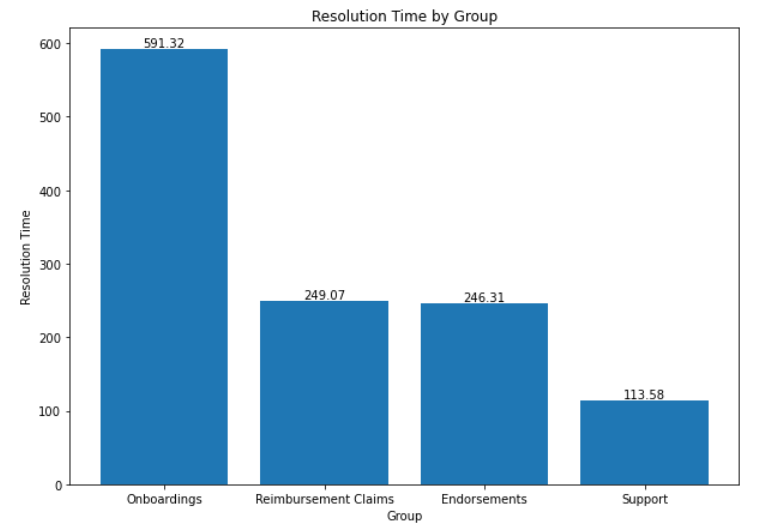 Resolution Time by Group
Resolution Time
600
500
400
300
200
100
0
591.32
249.07
246.31
113.58
Onboardings
Reimbursement Claims
Endorsements
Support
Group